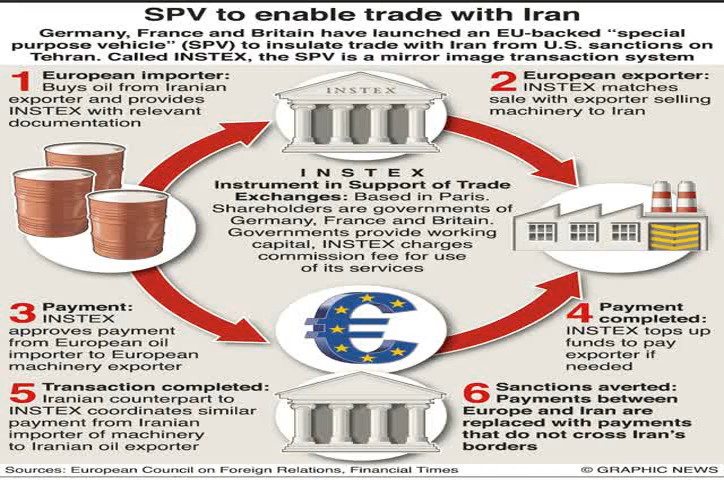 SPV to enable trade with Iran
Germany, France and Britain have launched an EU-backed “special
purpose vehicle” (SPV) to insulate trade with Iran from U.S. sanctions on
Tehran. Called INSTEX, the SPV is a mirror image transaction system
1 European importer:
Buys oil from Iranian
exporter and provides
INSTEX with relevant
documentation
INSTEX
2 European exporter:
INSTEX matches
sale with exporter selling
machinery to Iran
INSTEX
Instrument in Support of Trade
Exchanges: Based in Paris.
Shareholders are governments of
Germany, France and Britain.
Governments provide working
capital, INSTEX charges
commission fee for use
of its services
3 Payment:
INSTEX
approves payment
from European oil
importer to European
machinery exporter
€
4 Payment
completed:
INSTEX tops up
funds to pay
exporter if
needed
5 Transaction completed:
Iranian counterpart to
INSTEX coordinates similar
payment from Iranian
importer of machinery
to Iranian oil exporter
6 Sanctions averted:
Payments between
Europe and Iran are
replaced with payments
that do not cross Iran’s
borders
Sources: European Council on Foreign Relations, Financial Times
© GRAPHIC NEWS